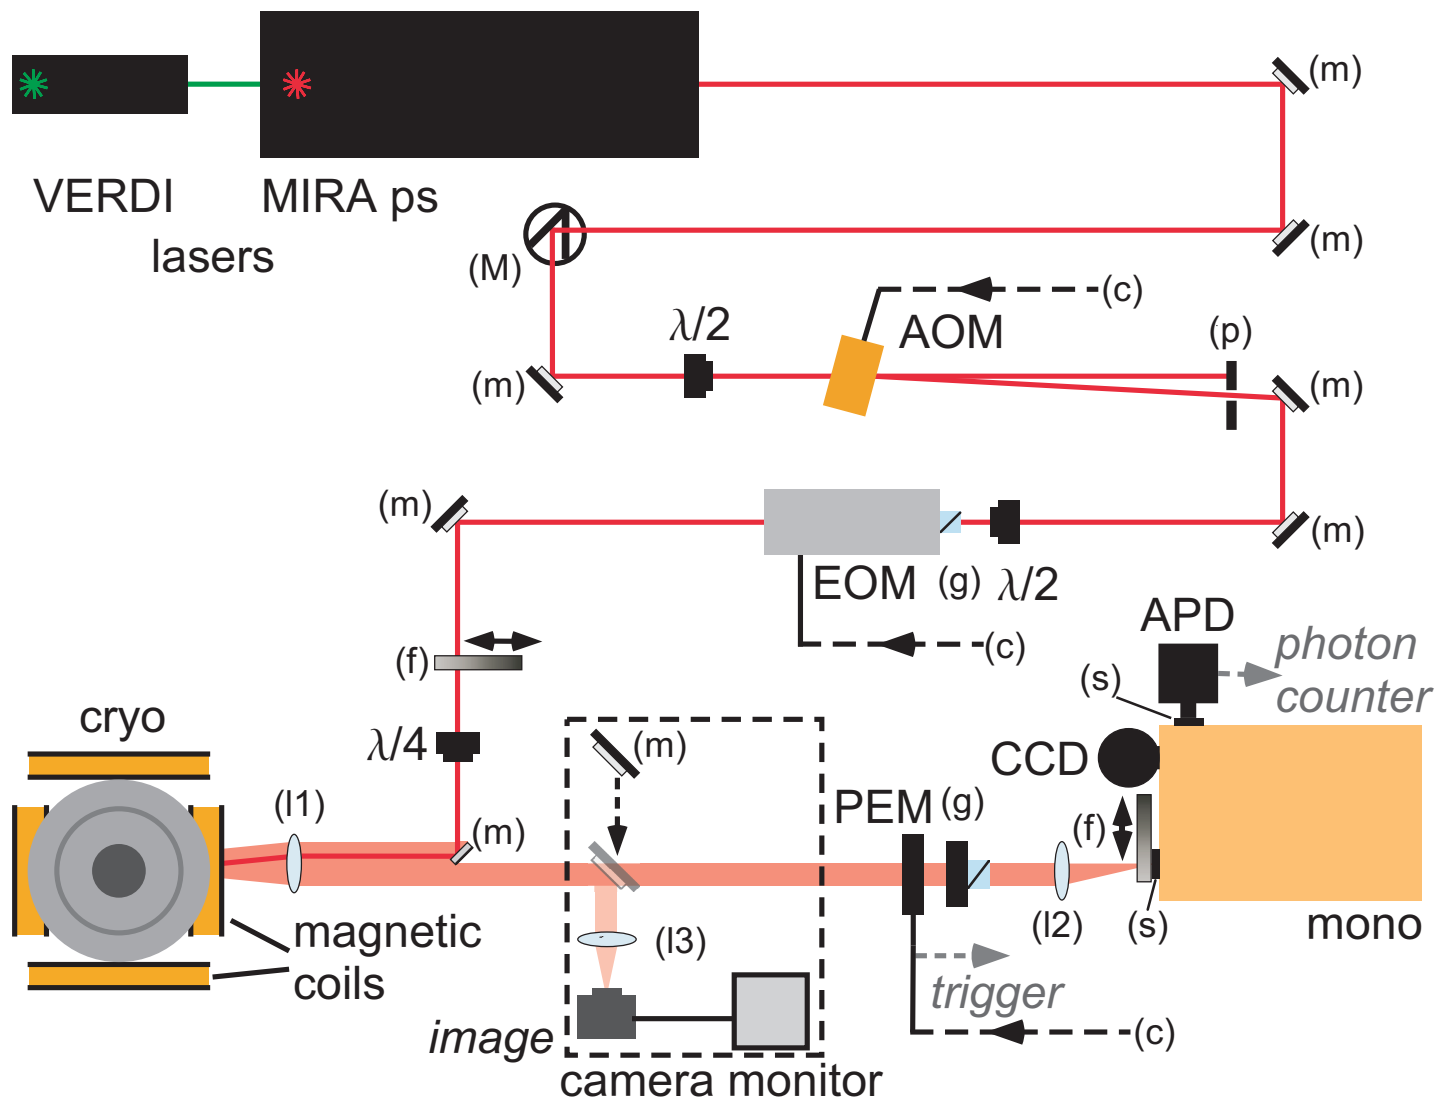 (m)
VERDI
MIRA ps
lasers
(M)
(m)
(c)
λ/2
AOM
(p)
(m)
(m)
(m)
(m)
EOM
(g)
λ/2
(c)
APD
photon
counter
(f)
(s)
cryo
λ/4
(m)
CCD
(l1)
(m)
PEM
(g)
(f)
magnetic
coils
(l3)
(l2)
(s)
mono
trigger
image
(c)
camera monitor